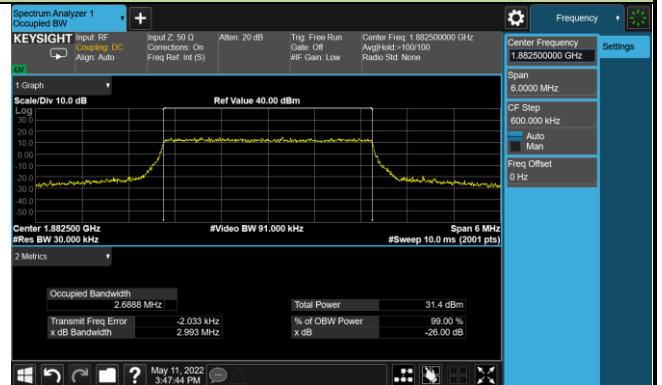 Spectrum Analyzer 1
Occupied BW
Frequency
KEYSIGHT
Input: RF
Coupling: DC
Align: Auto
Input Z: 50 Ω
Corrections: On
Freq Ref: Int (S)
Atten: 20 dB
Trig: Free Run
Gate: Off
#IF Gain: Low
Center Freq: 1.882500000 GHz
Avg|Hold:>100/100
Radio Std: None
Center Frequency
1.882500000 GHz
Settings
Span
6.0000 MHz
CF Step
600.000 kHz
Auto
Man
Freq Offset
0 Hz
1 Graph
Scale/Div 10.0 dB
Ref Value 40.00 dBm
Log
30.0
20.0
10.0
0.00
-10.0
-20.0
-30.0
-40.0
-50.0
Center 1.882500 GHz
#Video BW 91.000 kHz
Span 6 MHz
#Res BW 30.000 kHz
#Sweep 10.0 ms (2001 pts)
2 Metrics
Occupied Bandwidth
2.6888 MHz
Total Power
31.4 dBm
Transmit Freq Error
-2.033 kHz
% of OBW Power
99.00 %
x dB Bandwidth
2.993 MHz
x dB
-26.00 dB
?
May 11, 2022
3:47:44 PM